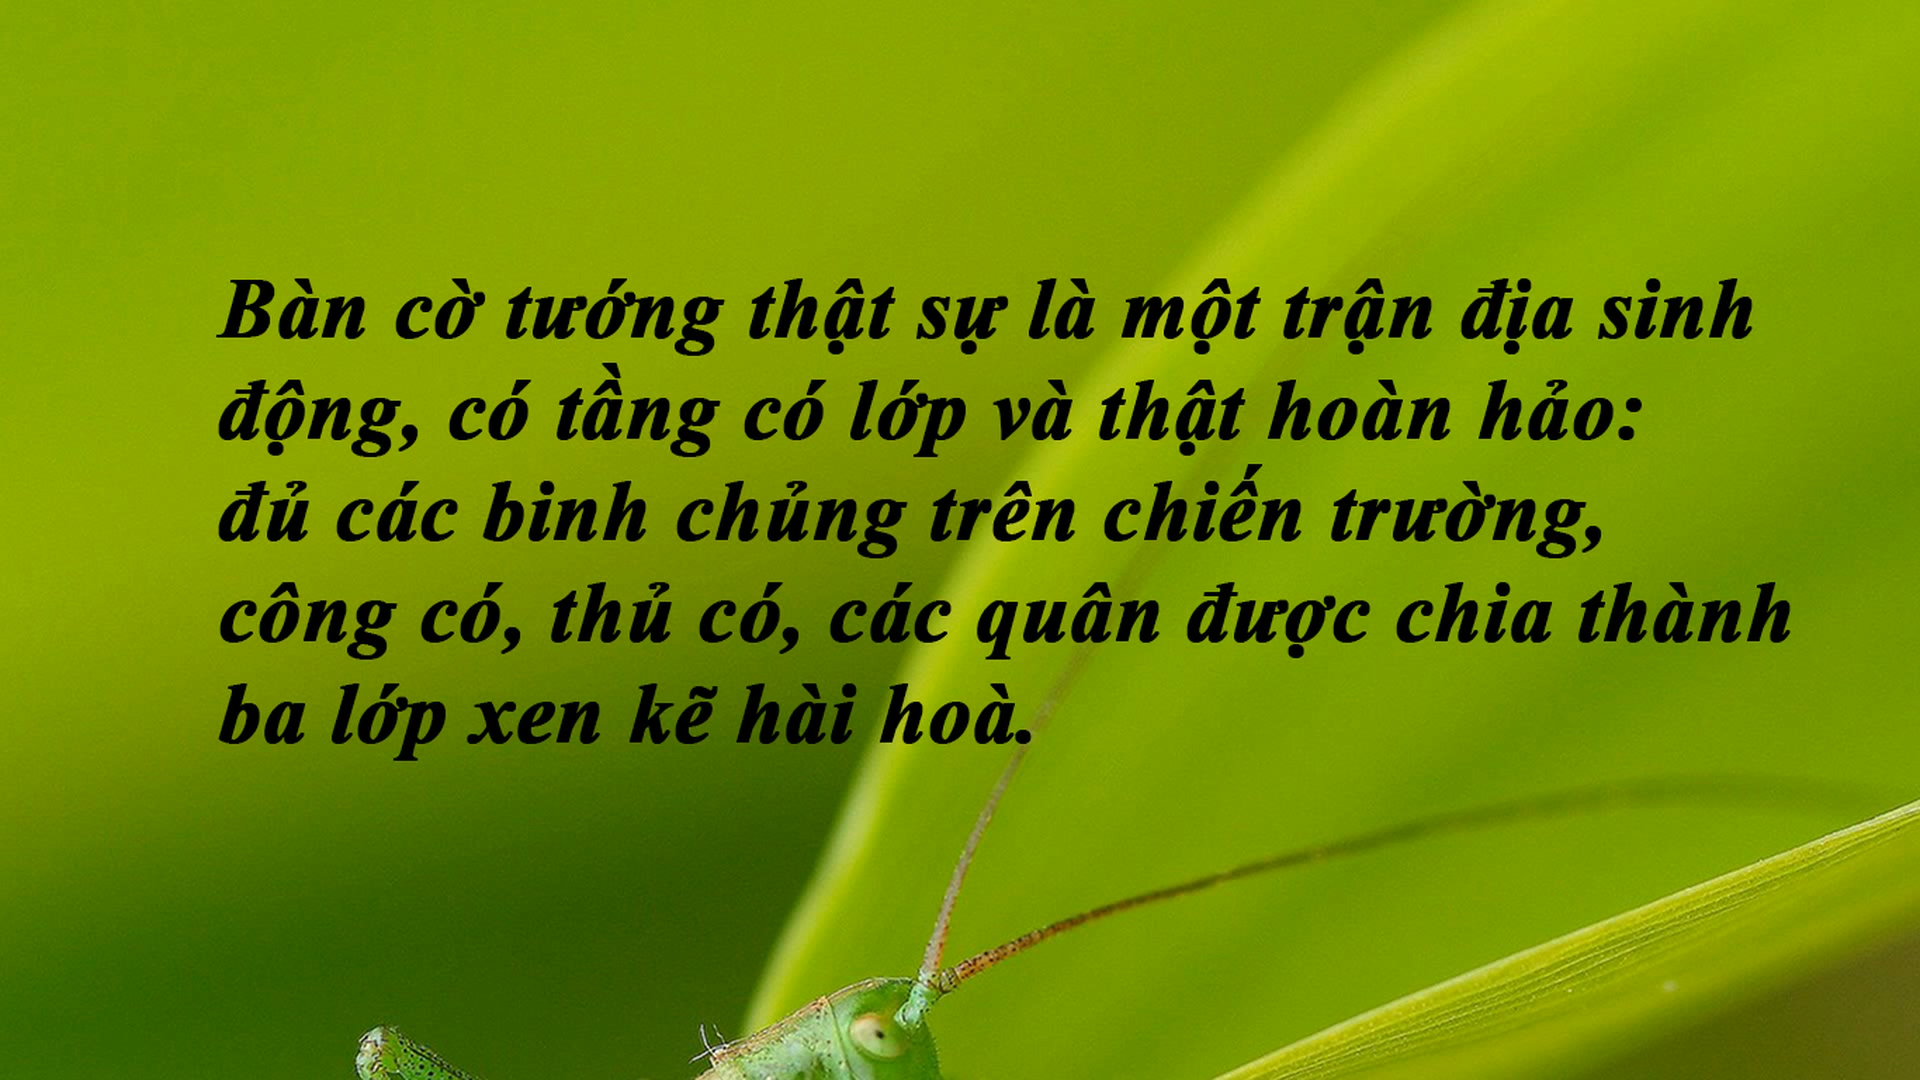 Bàn cờ tướng thật sự là một trận địa sinh
động, có tầng có lớp và thật hoàn hảo:
đủ các binh chủng trên chiến trường,
công có, thủ có, các quân được chia thành
ba lớp xen kẽ hài hoà.